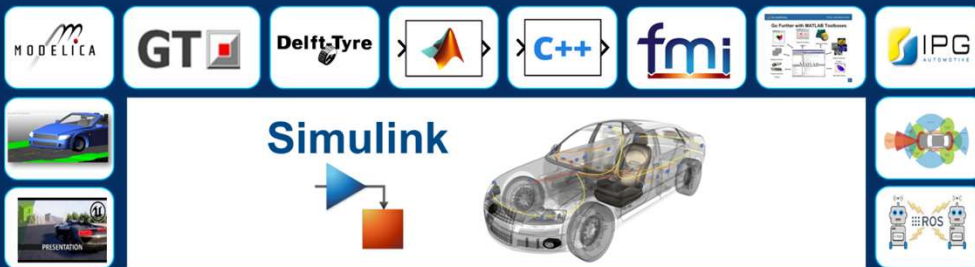 MODELICA
GT
Delft-Tyre
C++
fmi
Go Further with MATLAB Toolboxes
IPG
AUTOMOTIVE
Simulink
PRESENTATION
ROS